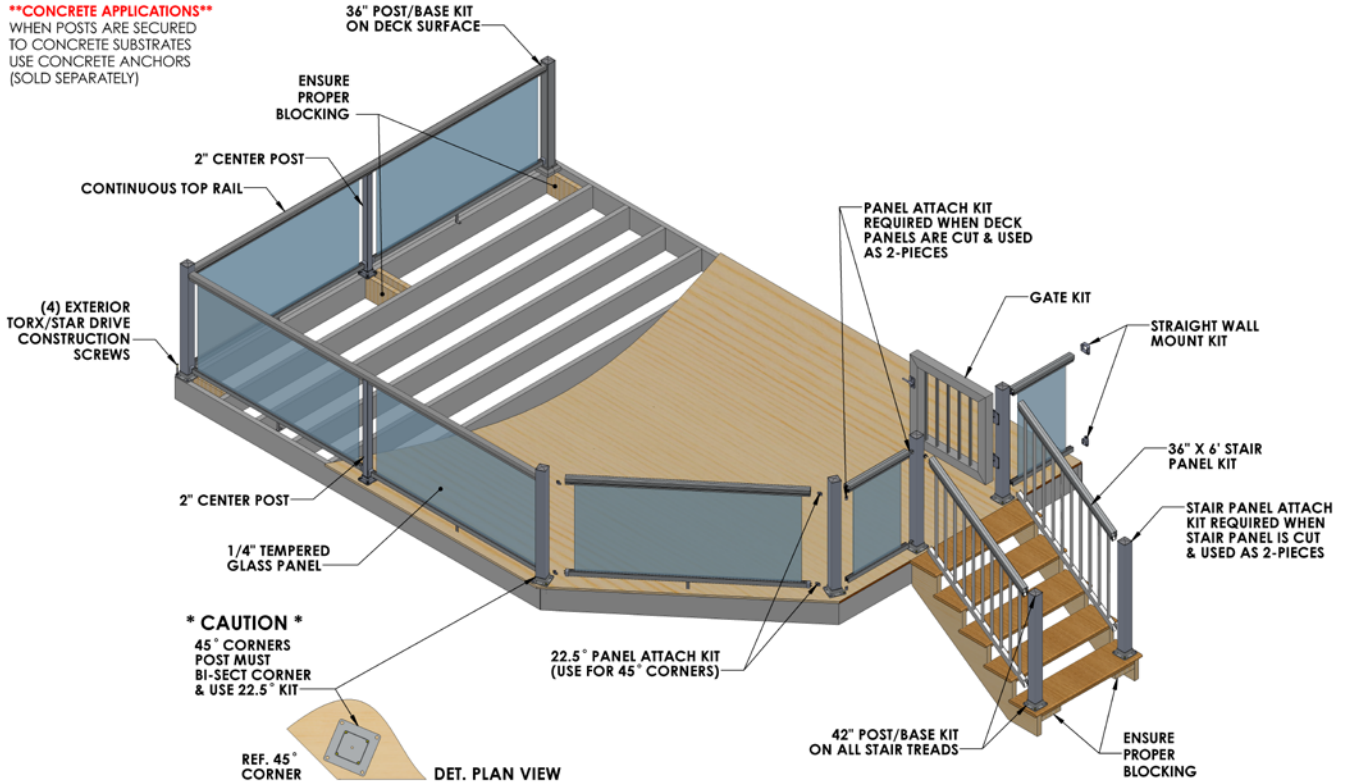 **CONCRETE APPLICATIONS**
WHEN POSTS ARE SECURED
TO CONCRETE SUBSTRATES
USE CONCRETE ANCHORS
(SOLD SEPARATELY)
36" POST/BASE KIT
ON DECK SURFACE
ENSURE
PROPER
BLOCKING
2" CENTER POST
CONTINUOUS TOP RAIL
(4) EXTERIOR
TORX/STAR DRIVE
CONSTRUCTION
SCREWS
PANEL ATTACH KIT
REQUIRED WHEN DECK
PANELS ARE CUT & USED
AS 2-PIECES
GATE KIT
STRAIGHT WALL
MOUNT KIT
36" X 6' STAIR
PANEL KIT
STAIR PANEL ATTACH
KIT REQUIRED WHEN
STAIR PANEL IS CUT
& USED AS 2-PIECES
2" CENTER POST
1/4" TEMPERED
GLASS PANEL
* CAUTION *
45° CORNERS
POST MUST
BI-SECT CORNER
& USE 22.5° KIT
22.5° PANEL ATTACH KIT
(USE FOR 45° CORNERS)
42" POST/BASE KIT
ON ALL STAIR TREADS
ENSURE
PROPER
BLOCKING
REF. 45°
CORNER
DET. PLAN VIEW